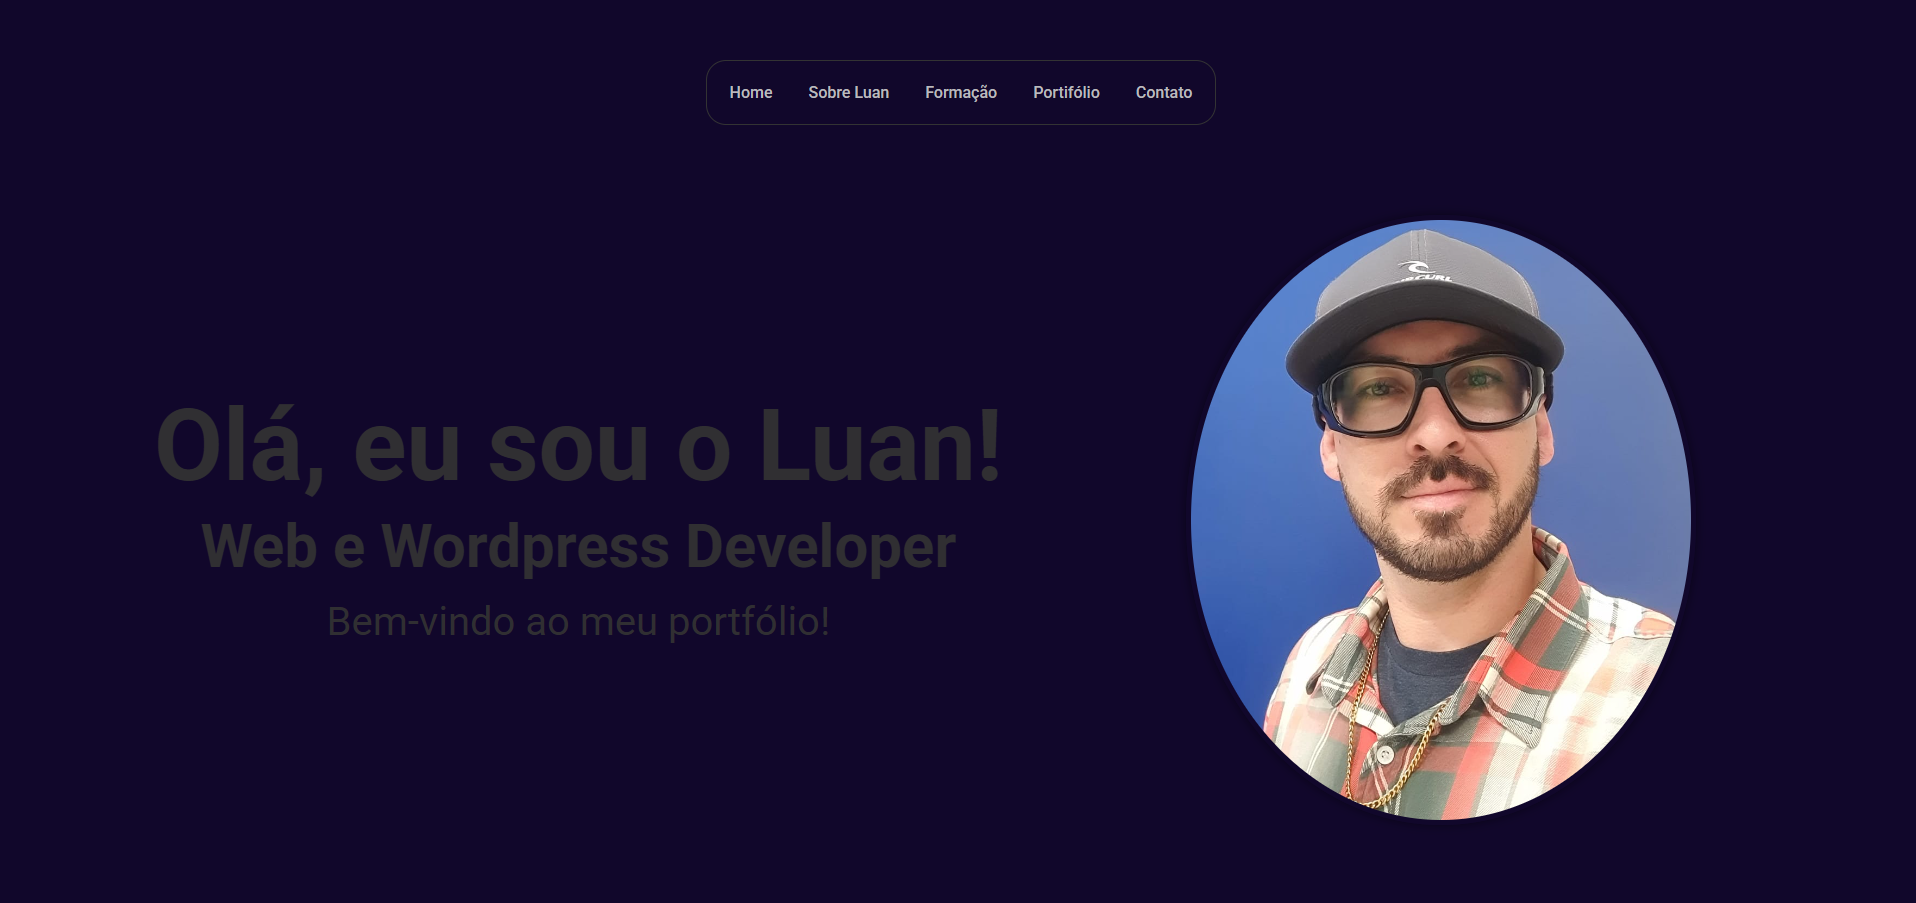 Home Sobre Luan Formação Portifólio Contato
Olá, eu sou o Luan!
Web e Wordpress Developer
Bem-vindo ao meu portfólio!